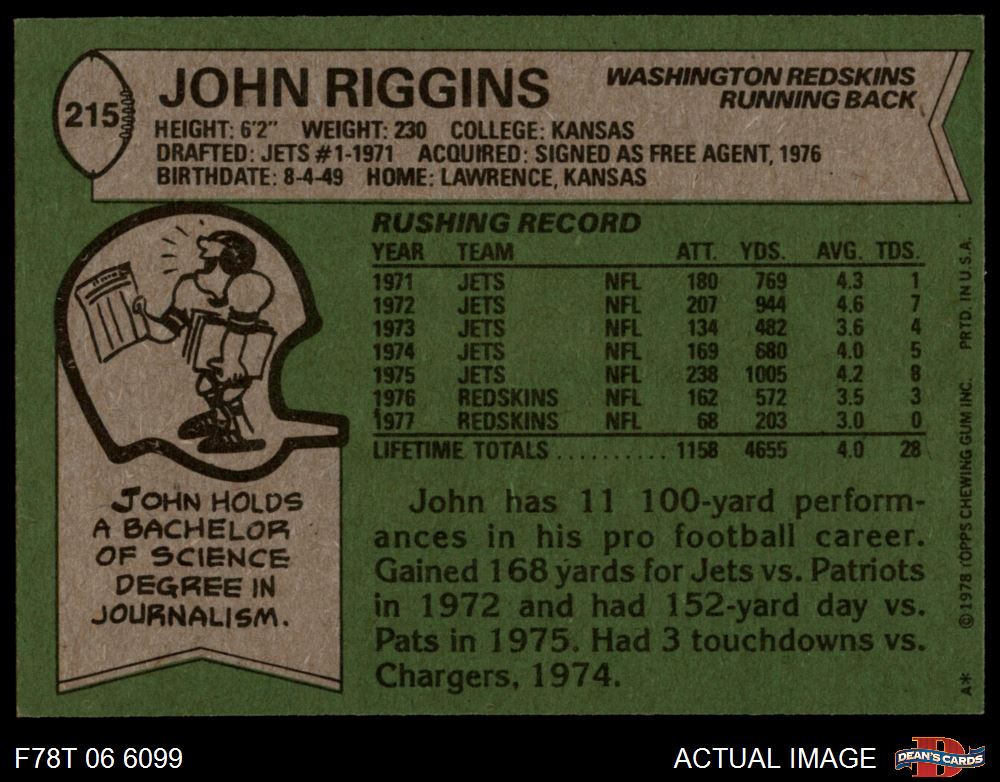 215
JOHN RIGGINS
WASHINGTON REDSKINS
RUNNING BACK
HEIGHT: 6'2" WEIGHT: 230 COLLEGE: KANSAS
DRAFTED: JETS #1-1971 ACQUIRED: SIGNED AS FREE AGENT, 1976
BIRTHDATE: 8-4-49 HOME: LAWRENCE, KANSAS
RUSHING RECORD
YEAR TEAM ATT. YDS. AVG. TDS.
1971 JETS NFL 180 769 4.3 1
1972 JETS NFL 207 944 4.6 7
1973 JETS NFL 134 482 3.6 4
1974 JETS NFL 169 680 4.0 5
1975 JETS NFL 238 1005 4.2 8
1976 REDSKINS NFL 162 572 3.5 3
1977 REDSKINS NFL 68 203 3.0 0
LIFETIME TOTALS .......... 1158 4655 4.0 28
JOHN HOLDS
A BACHELOR
OF SCIENCE
DEGREE IN
JOURNALISM.
John has 11 100-yard perform-
ances in his pro football career.
Gained 168 yards for Jets vs. Patriots
in 1972 and had 152-yard day vs.
Pats in 1975. Had 3 touchdowns vs.
Chargers, 1974.
A* ©1978 TOPPS CHEWING GUM INC. PRTD. IN U.S.A.
F78T 06 6099
ACTUAL IMAGE
D
DEAN'S CARDS